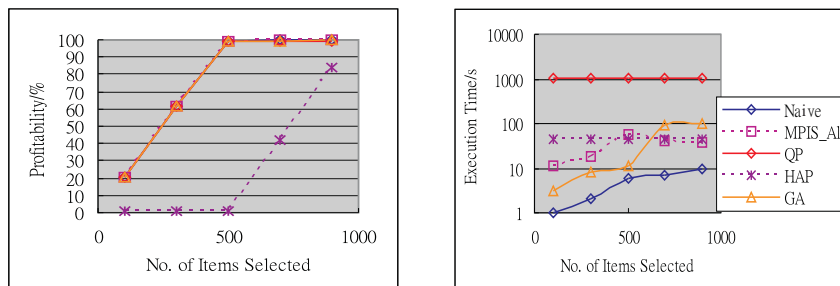 Profitability/%
100
90
80
70
60
50
40
30
20
10
0
0
500
1000
No. of Items Selected
Execution Time/s
10000
1000
100
10
1
0
500
1000
No. of Items Selected
Naive
MPIS_Al
QP
HAP
GA